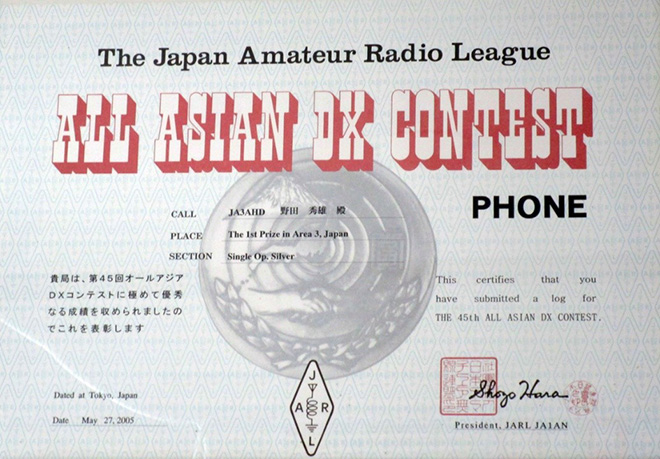 The Japan Amateur Radio League
ALL ASIAN DX CONTEST
PHONE
CALL JA3AHD 野田 秀雄 殿
PLACE The 1st Prize in Area 3, Japan
SECTION Single Op, Silver
貴局は、第45回オールアジア
DXコンテストに極めて優秀
なる成績を収められましたの
でこれを表彰します
This certifies that you
have submitted a log for
THE 45th ALL ASIAN DX CONTEST.
Dated at Tokyo, Japan
Date May 27, 2005
J
A R
L
Shozo Hara
President, JARL JA1AN